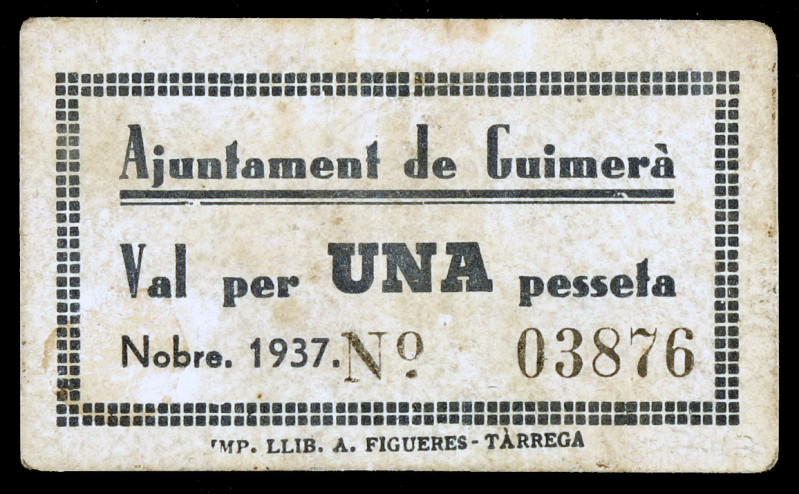 Ajuntament de Guimerà
Val per UNA pesseta
Nobre. 1937. Nº 03876
IMP. LLIB. A. FIGUERES - TÀRREGA